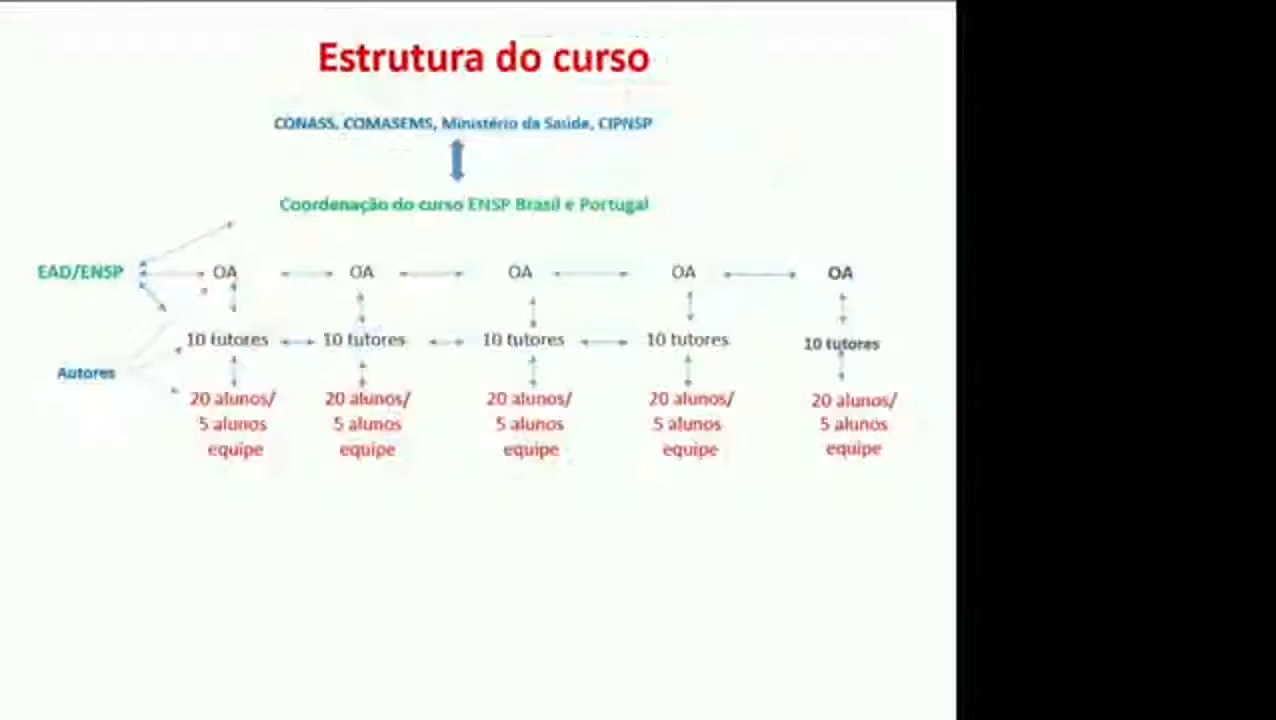 Estrutura do curso
CONASS, COMASEMS, Ministério da Saúde, CIPNSP
Coordenação do curso ENSP Brasil e Portugal
EAD/ENSP OA OA OA OA OA
10 tutores 10 tutores 10 tutores 10 tutores 10 tutores
Autores
20 alunos/ 20 alunos/ 20 alunos/ 20 alunos/ 20 alunos/
5 alunos 5 alunos 5 alunos 5 alunos 5 alunos
equipe equipe equipe equipe equipe